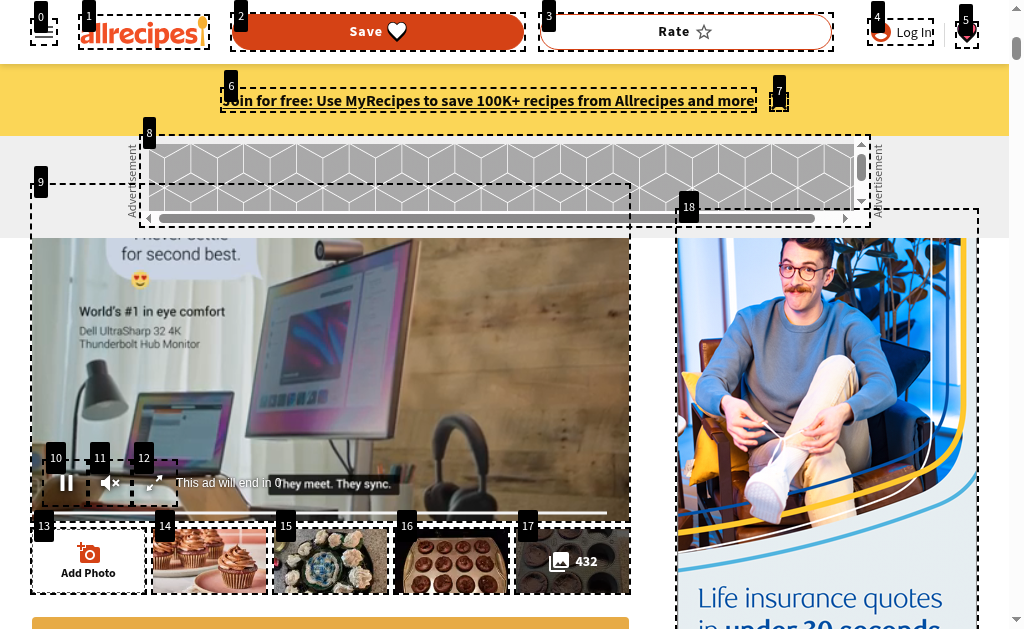 0
1
2
3
4
5
allrecipes
Save
Rate
Log In
6
7
Join for free: Use MyRecipes to save 100K+ recipes from Allrecipes and more
8
Advertisement
Advertisement
9
18
for second best.
World's #1 in eye comfort
Dell UltraSharp 32 4K
Thunderbolt Hub Monitor
10
11
12
This ad will end in 0
They meet. They sync.
13
14
15
16
17
Add Photo
432
Life insurance quotes
in under 30 seconds